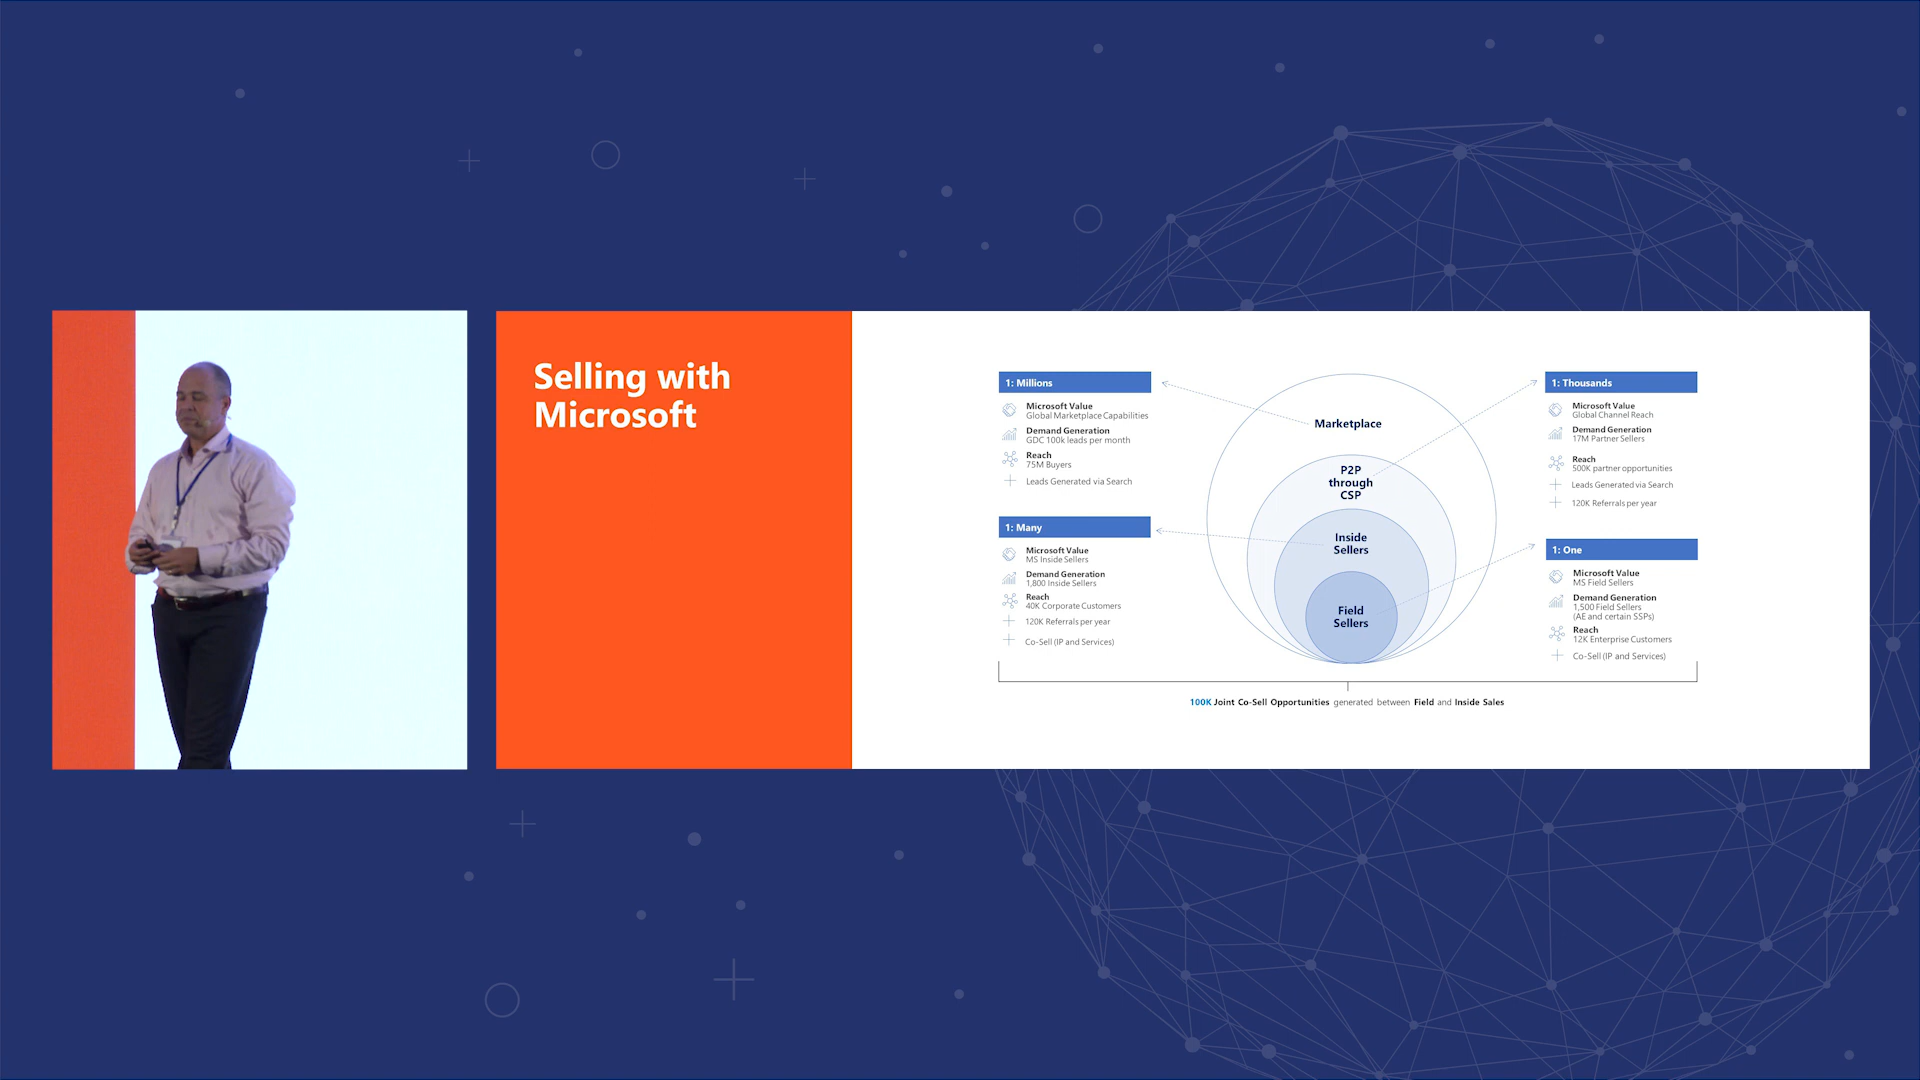 Selling with
Microsoft
1: Millions
Microsoft Value
Global Marketplace Capabilities
Demand Generation
GDC 100k leads per month
Reach
75M Buyers
Leads Generated via Search
1: Many
Microsoft Value
MS Inside Sellers
Demand Generation
1,800 Inside Sellers
Reach
40K Corporate Customers
120K Referrals per year
Co-Sell (IP and Services)
Marketplace
P2P
through
CSP
Inside
Sellers
Field
Sellers
1: Thousands
Microsoft Value
Global Channel Reach
Demand Generation
17M Partner Sellers
Reach
500K partner opportunities
Leads Generated via Search
120K Referrals per year
1: One
Microsoft Value
MS Field Sellers
Demand Generation
1,500 Field Sellers
(AE and certain SSPs)
Reach
12K Enterprise Customers
Co-Sell (IP and Services)
100K Joint Co-Sell Opportunities generated between Field and Inside Sales